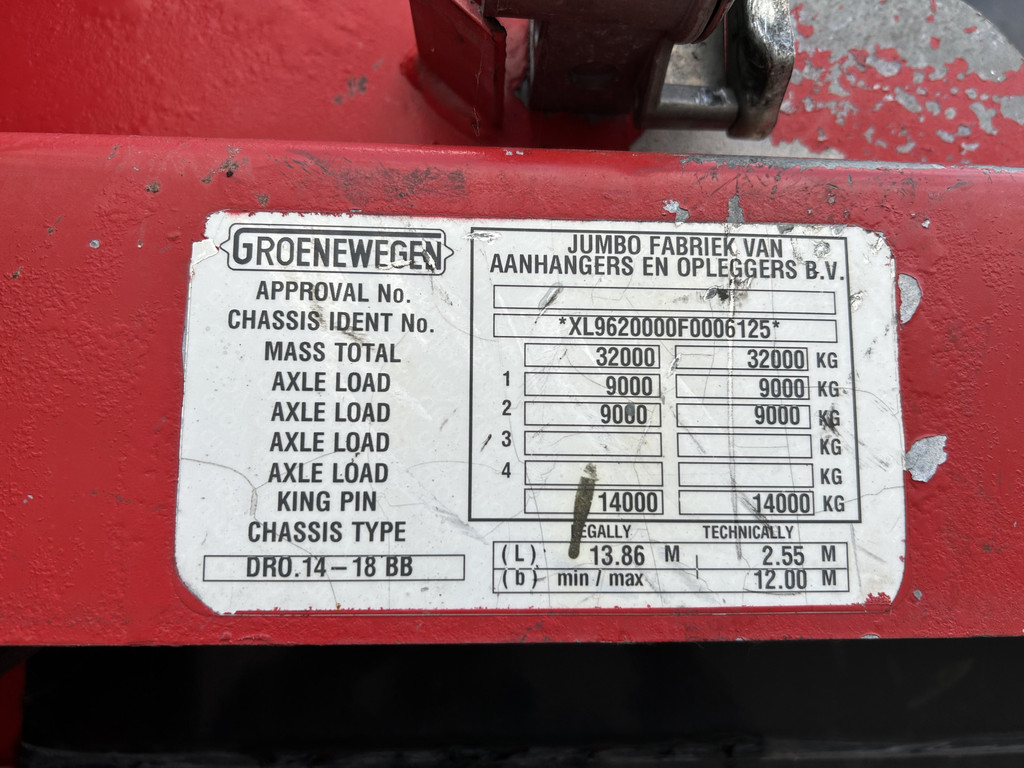 GROENEWEGEN
JUMBO FABRIEK VAN
AANHANGERS EN OPLEGGERS B.V.
APPROVAL No.
CHASSIS IDENT No. *XL9620000F0006125*
MASS TOTAL 32000 32000 KG
AXLE LOAD 1 9000 9000 KG
AXLE LOAD 2 9000 9000 KG
AXLE LOAD 3 KG
AXLE LOAD 4 KG
KING PIN 14000 14000 KG
CHASSIS TYPE
EGALLY TECHNICALLY
DRO.14-18 BB
(L) 13.86 M 2.55 M
(b) min / max 12.00 M